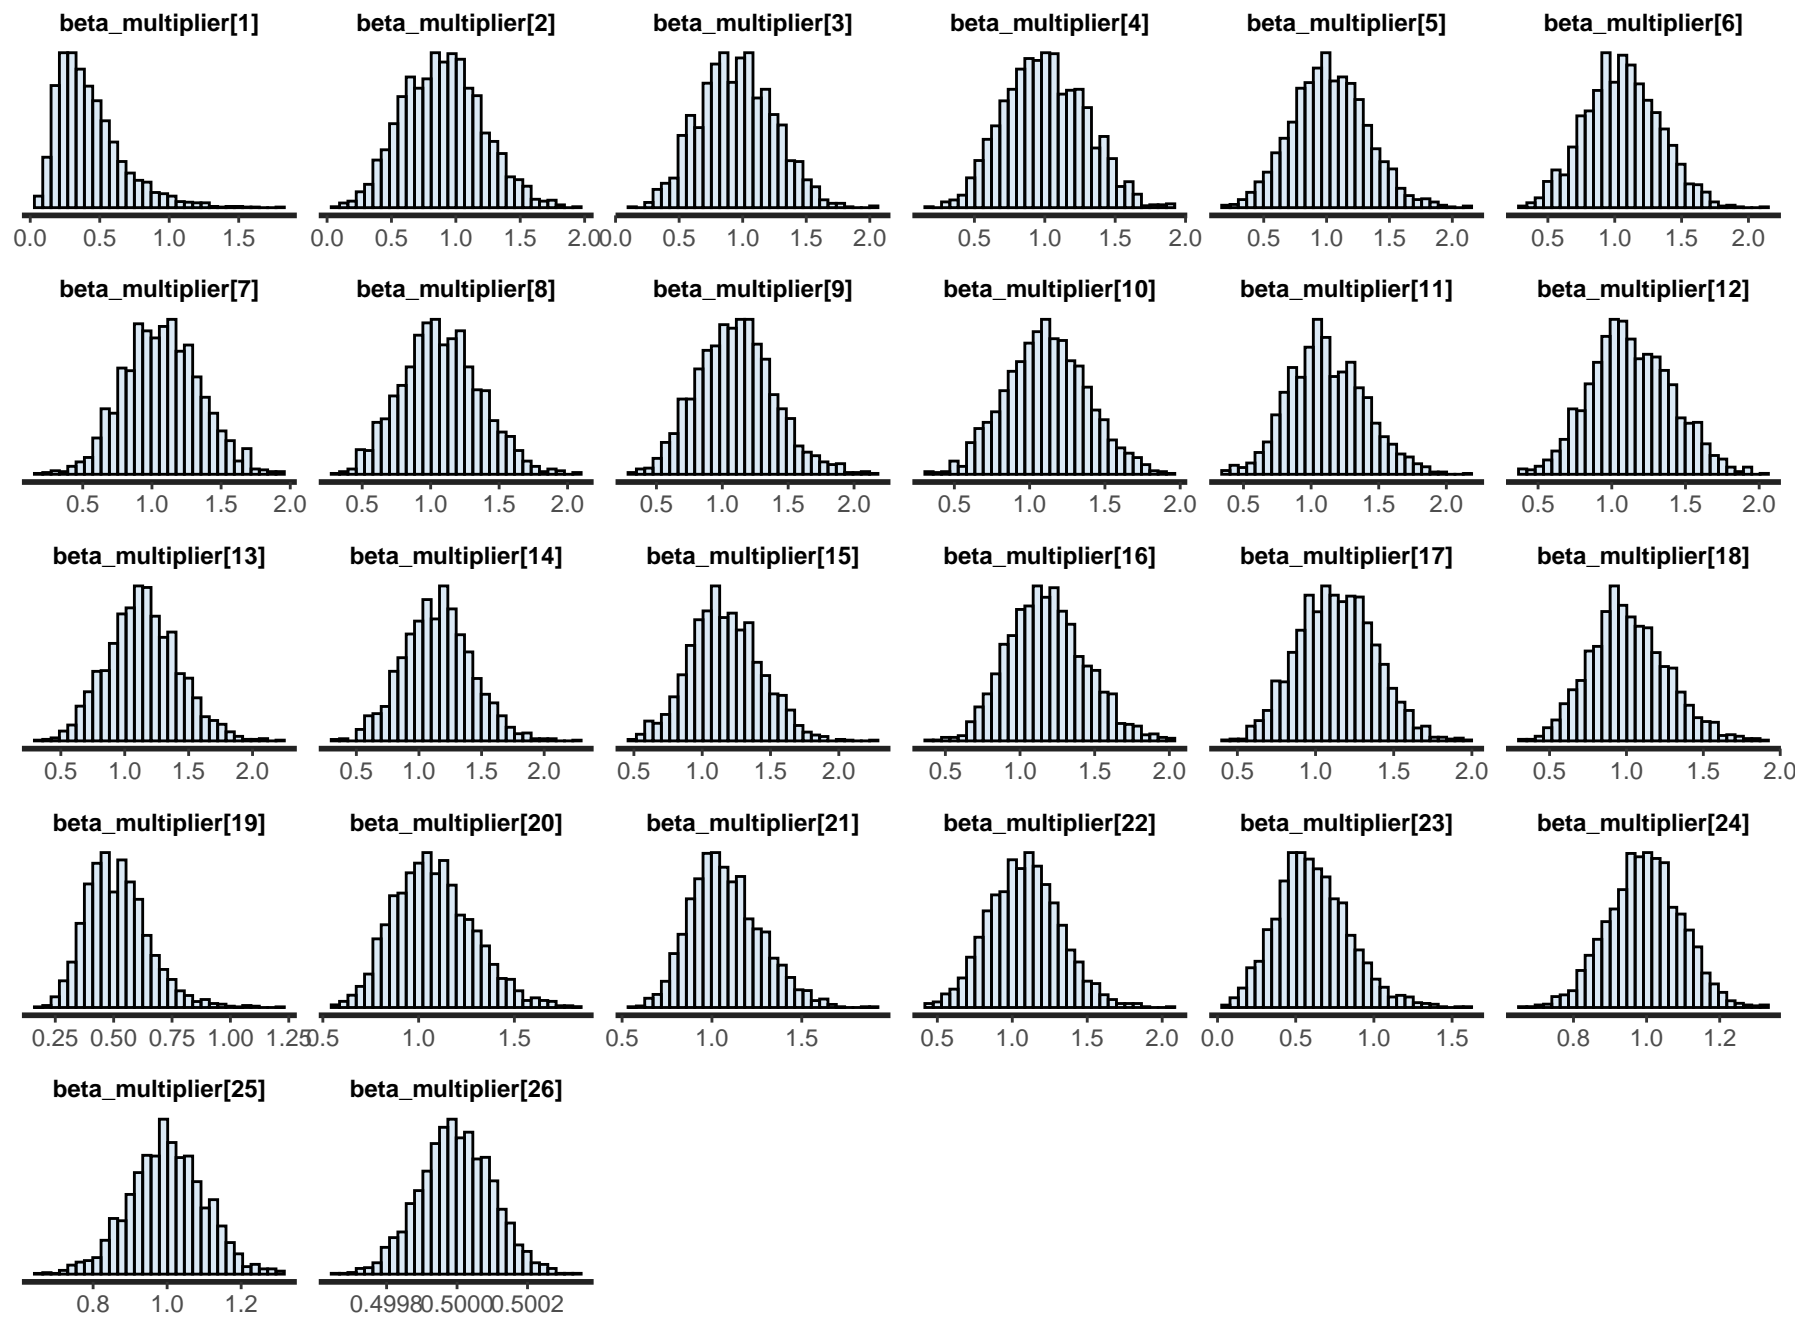 beta_multiplier[1] beta_multiplier[2] beta_multiplier[3] beta_multiplier[4] beta_multiplier[5] beta_multiplier[6]
0.0 0.5 1.0 1.5 0.0 0.5 1.0 1.5 2.0 0.0 0.5 1.0 1.5 2.0 0.5 1.0 1.5 2.0 0.5 1.0 1.5 2.0 0.5 1.0 1.5 2.0
beta_multiplier[7] beta_multiplier[8] beta_multiplier[9] beta_multiplier[10] beta_multiplier[11] beta_multiplier[12]
0.5 1.0 1.5 2.0 0.5 1.0 1.5 2.0 0.5 1.0 1.5 2.0 0.5 1.0 1.5 2.0 0.5 1.0 1.5 2.0 0.5 1.0 1.5 2.0
beta_multiplier[13] beta_multiplier[14] beta_multiplier[15] beta_multiplier[16] beta_multiplier[17] beta_multiplier[18]
0.5 1.0 1.5 2.0 0.5 1.0 1.5 2.0 0.5 1.0 1.5 2.0 0.5 1.0 1.5 2.0 0.5 1.0 1.5 2.0 0.5 1.0 1.5 2.0
beta_multiplier[19] beta_multiplier[20] beta_multiplier[21] beta_multiplier[22] beta_multiplier[23] beta_multiplier[24]
0.25 0.50 0.75 1.00 1.25 0.5 1.0 1.5 0.5 1.0 1.5 0.5 1.0 1.5 2.0 0.0 0.5 1.0 1.5 0.8 1.0 1.2
beta_multiplier[25] beta_multiplier[26]
0.8 1.0 1.2 0.4998 0.5000 0.5002